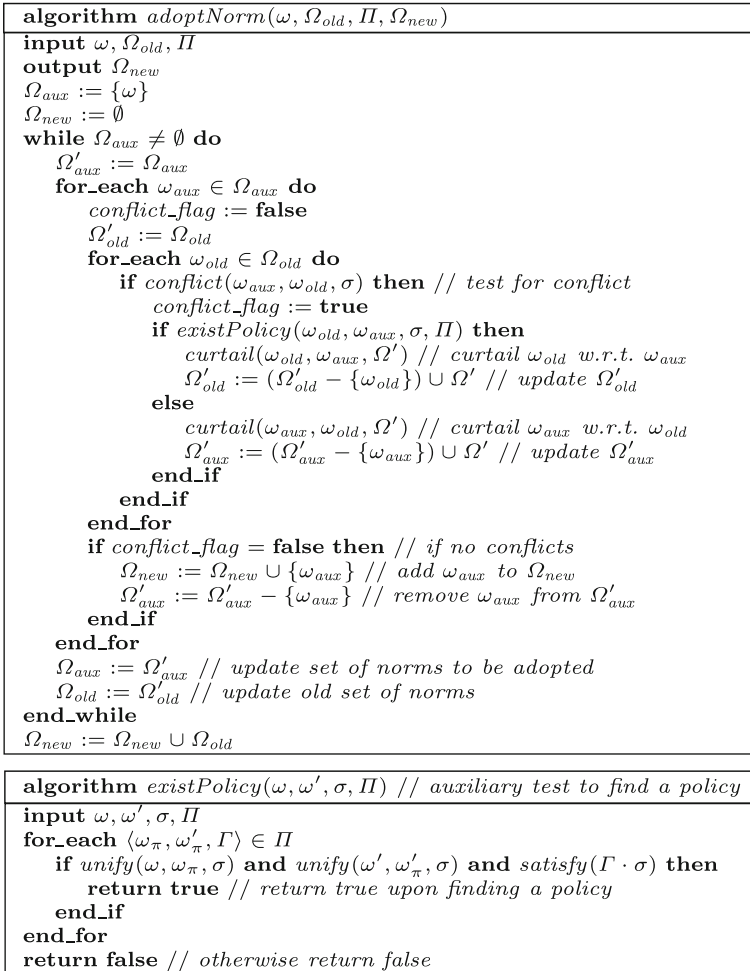 algorithm adoptNorm(ω, Ω_old, Π, Ω_new)
input ω, Ω_old, Π
output Ω_new
Ω_aux := {ω}
Ω_new := ∅
while Ω_aux ≠ ∅ do
Ω′_aux := Ω_aux
for_each ω_aux ∈ Ω_aux do
conflict_flag := false
Ω′_old := Ω_old
for_each ω_old ∈ Ω_old do
if conflict(ω_aux, ω_old, σ) then // test for conflict
conflict_flag := true
if existPolicy(ω_old, ω_aux, σ, Π) then
curtail(ω_old, ω_aux, Ω′) // curtail ω_old w.r.t. ω_aux
Ω′_old := (Ω′_old − {ω_old}) ∪ Ω′ // update Ω′_old
else
curtail(ω_aux, ω_old, Ω′) // curtail ω_aux w.r.t. ω_old
Ω′_aux := (Ω′_aux − {ω_aux}) ∪ Ω′ // update Ω′_aux
end_if
end_if
end_for
if conflict_flag = false then // if no conflicts
Ω_new := Ω_new ∪ {ω_aux} // add ω_aux to Ω_new
Ω′_aux := Ω′_aux − {ω_aux} // remove ω_aux from Ω′_aux
end_if
end_for
Ω_aux := Ω′_aux // update set of norms to be adopted
Ω_old := Ω′_old // update old set of norms
end_while
Ω_new := Ω_new ∪ Ω_old
algorithm existPolicy(ω, ω′, σ, Π) // auxiliary test to find a policy
input ω, ω′, σ, Π
for_each ⟨ω_π, ω′_π, Γ⟩ ∈ Π
if unify(ω, ω_π, σ) and unify(ω′, ω′_π, σ) and satisfy(Γ · σ) then
return true // return true upon finding a policy
end_if
end_for
return false // otherwise return false